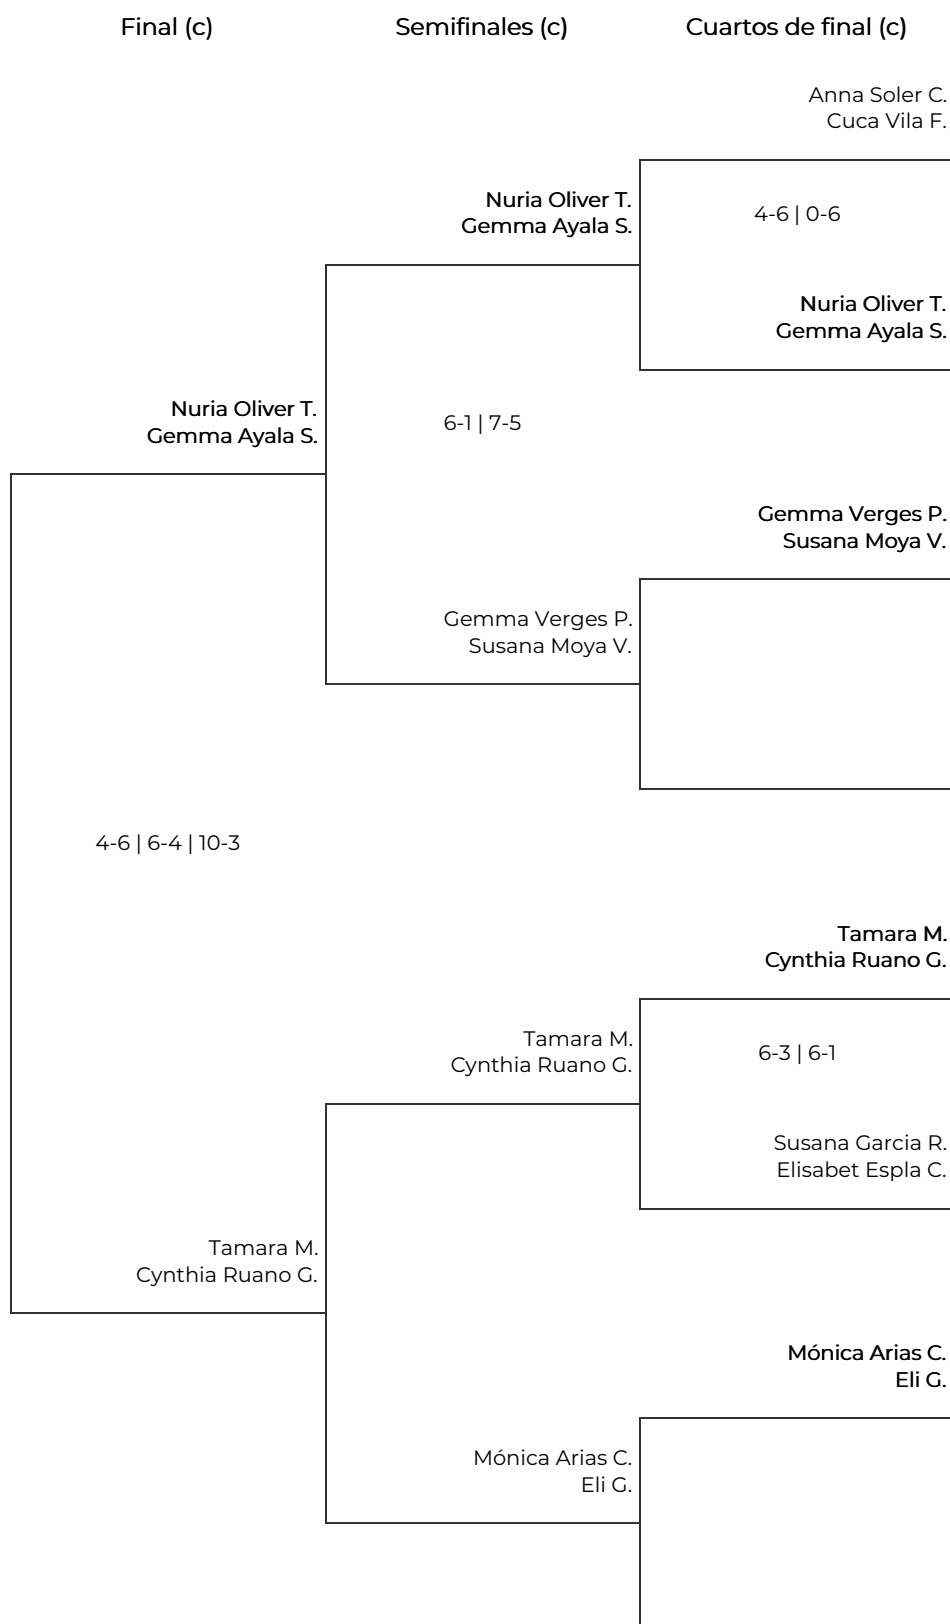 Final (c)
Semifinales (c)
Cuartos de final (c)
Anna Soler C.
Cuca Vila F.
Nuria Oliver T.
Gemma Ayala S.
4-6 | 0-6
Nuria Oliver T.
Gemma Ayala S.
Nuria Oliver T.
Gemma Ayala S.
6-1 | 7-5
Gemma Verges P.
Susana Moya V.
Gemma Verges P.
Susana Moya V.
4-6 | 6-4 | 10-3
Tamara M.
Cynthia Ruano G.
Tamara M.
Cynthia Ruano G.
6-3 | 6-1
Susana Garcia R.
Elisabet Espla C.
Tamara M.
Cynthia Ruano G.
Mónica Arias C.
Eli G.
Mónica Arias C.
Eli G.